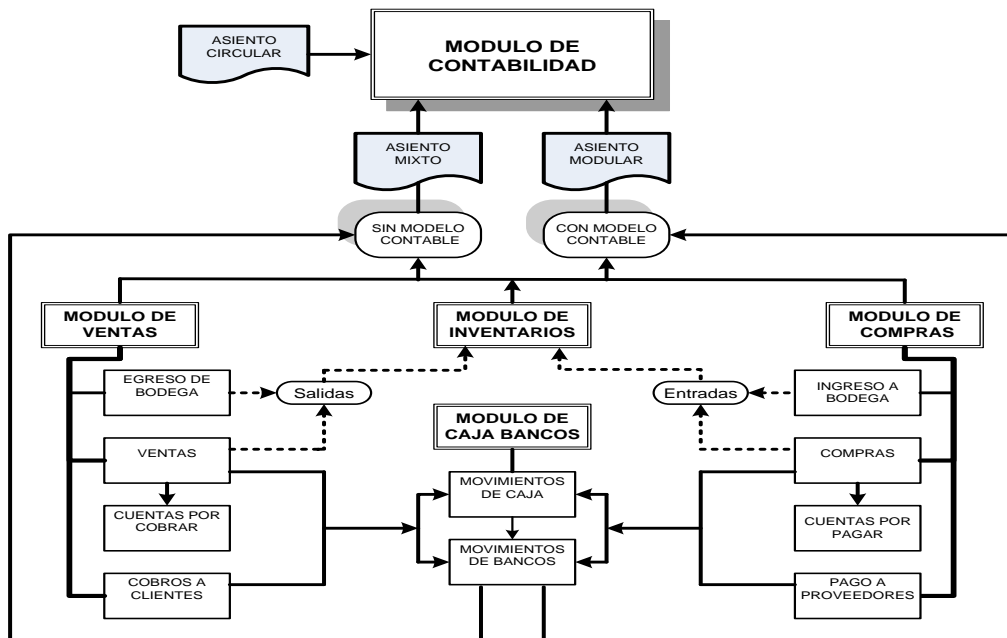 ASIENTO
CIRCULAR
MODULO DE
CONTABILIDAD
ASIENTO
MIXTO
ASIENTO
MODULAR
SIN MODELO
CONTABLE
CON MODELO
CONTABLE
MODULO DE
VENTAS
MODULO DE
INVENTARIOS
MODULO DE
COMPRAS
EGRESO DE
BODEGA
Salidas
Entradas
INGRESO A
BODEGA
MODULO DE
CAJA BANCOS
VENTAS
COMPRAS
MOVIMIENTOS
DE CAJA
CUENTAS POR
COBRAR
CUENTAS POR
PAGAR
MOVIMIENTOS
DE BANCOS
COBROS A
CLIENTES
PAGO A
PROVEEDORES